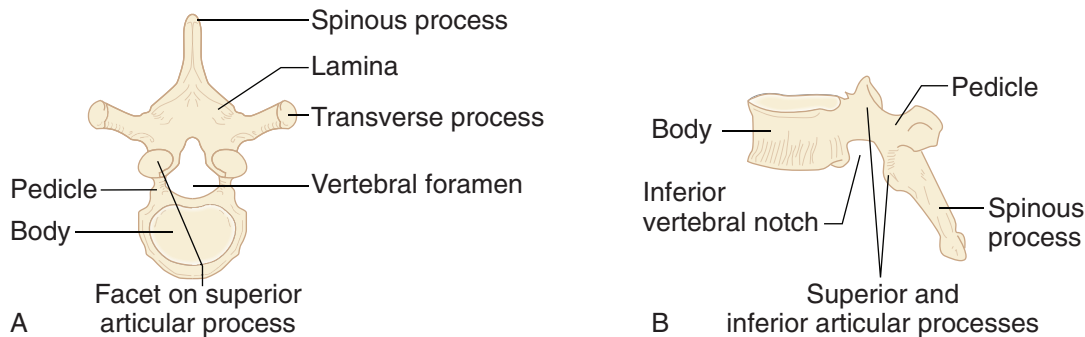 Spinous process
Lamina
Transverse process
Pedicle
Vertebral foramen
Body
Facet on superior
articular process
A
Pedicle
Body
Inferior
vertebral notch
Spinous
process
Superior and
inferior articular processes
B